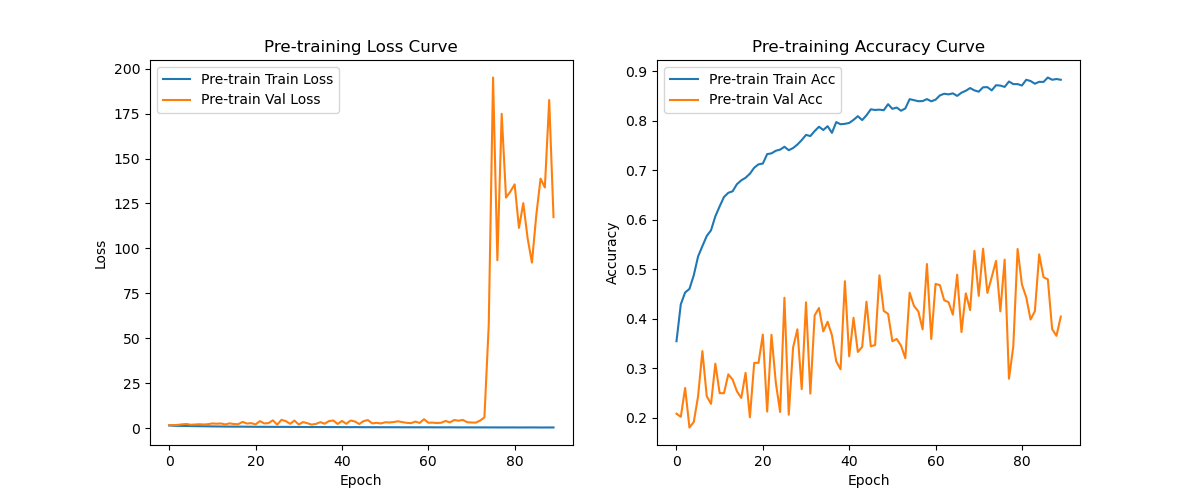 Pre-training Loss Curve
Pre-train Train Loss
Pre-train Val Loss
200
175
150
125
100
75
50
25
0
Loss
0 20 40 60 80
Epoch
Pre-training Accuracy Curve
Pre-train Train Acc
Pre-train Val Acc
0.9
0.8
0.7
0.6
0.5
0.4
0.3
0.2
Accuracy
0 20 40 60 80
Epoch